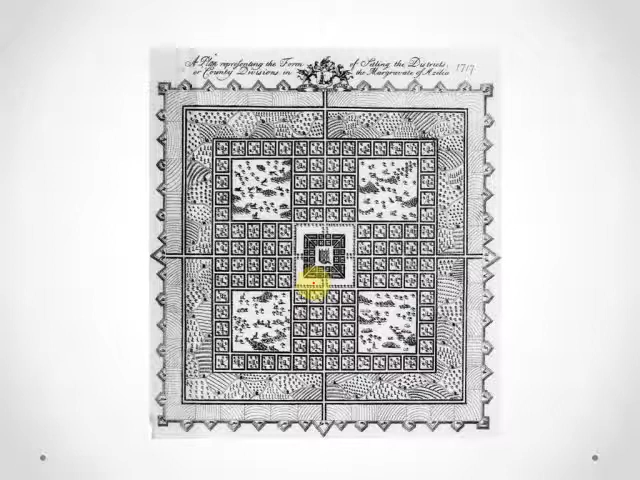 A Plan representing the Form of Setling the Districts,
or County Divisions in the Margravate of Azilia
1717